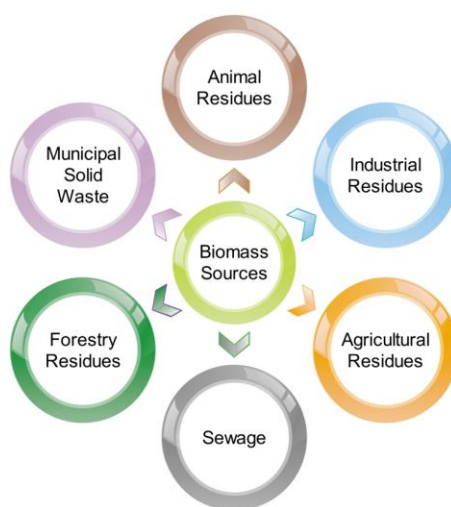 Animal
Residues
Municipal
Solid
Waste
Industrial
Residues
Biomass
Sources
Forestry
Residues
Agricultural
Residues
Sewage